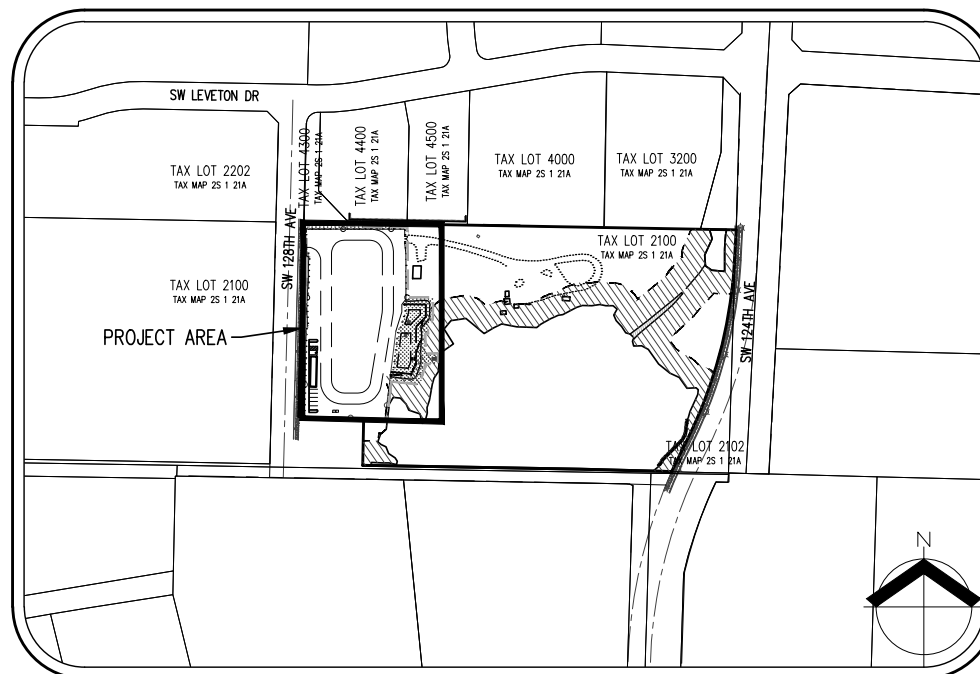 SW LEVETON DR
TAX LOT 2202
TAX MAP 2S 1 21A
TAX LOT 4300
TAX MAP 2S 1 21A
TAX LOT 4400
TAX MAP 2S 1 21A
TAX LOT 4500
TAX MAP 2S 1 21A
TAX LOT 4000
TAX MAP 2S 1 21A
TAX LOT 3200
TAX MAP 2S 1 21A
SW 128TH AVE
TAX LOT 2100
TAX MAP 2S 1 21A
TAX LOT 2100
TAX MAP 2S 1 21A
PROJECT AREA
SW 124TH AVE
TAX LOT 2102
TAX MAP 2S 1 21A
N